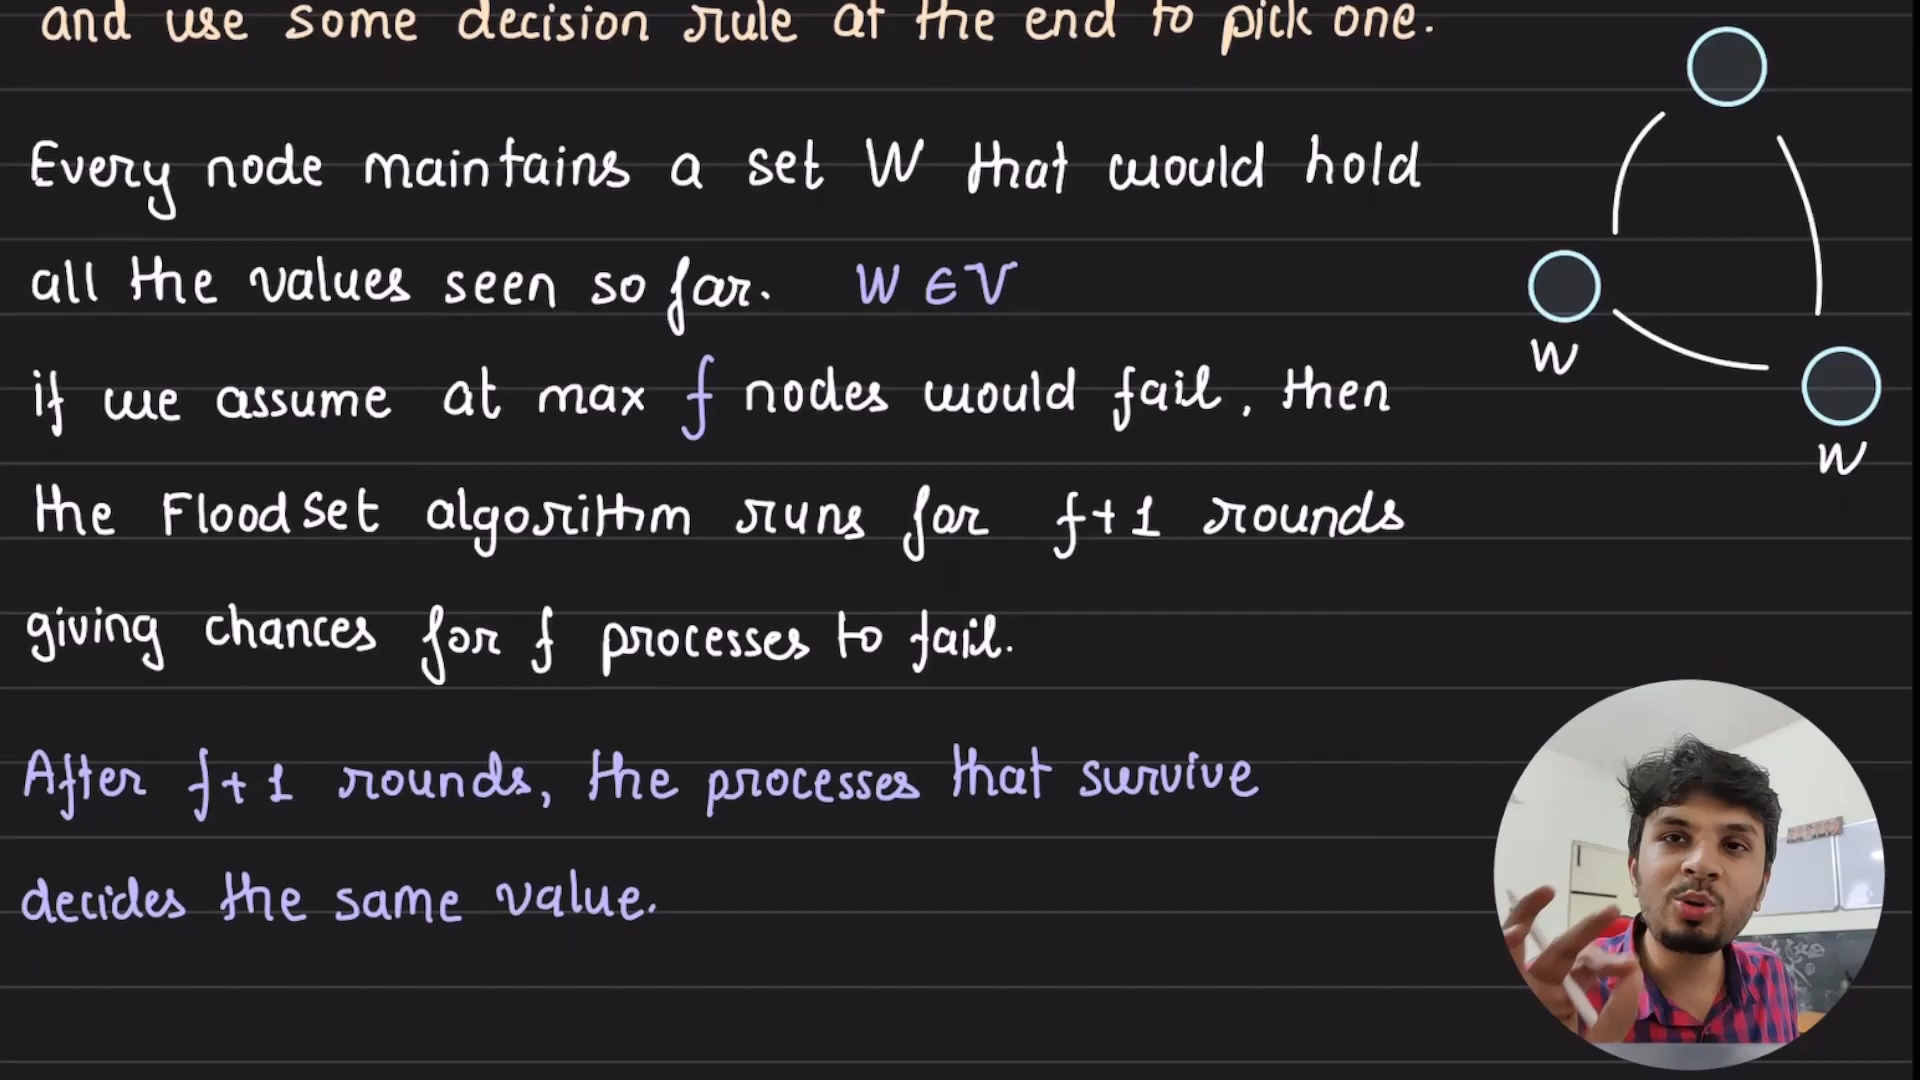 and use some decision rule at the end to pick one.
Every node maintains a set W that would hold
all the values seen so far. W ∈ V
if we assume at max f nodes would fail, then
the Flood Set algorithm runs for f+1 rounds
giving chances for f processes to fail.
After f+1 rounds, the processes that survive
decides the same value.
W
W